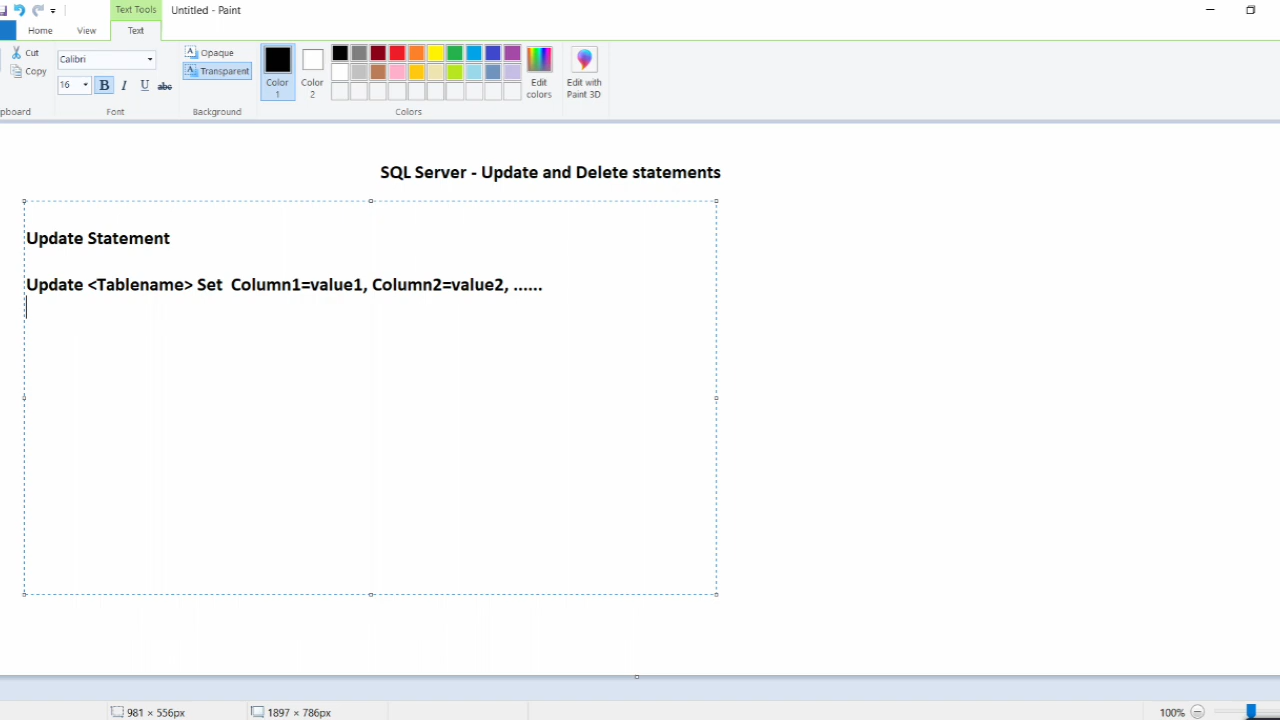 Text Tools
Untitled - Paint
Home
View
Text
Cut
Copy
Calibri
16
B
I
U
abc
Opaque
Transparent
Color
1
Color
2
Edit
colors
Edit with
Paint 3D
pboard
Font
Background
Colors
SQL Server - Update and Delete statements
Update Statement
Update <Tablename> Set  Column1=value1, Column2=value2, ......
981 × 556px
1897 × 786px
100%